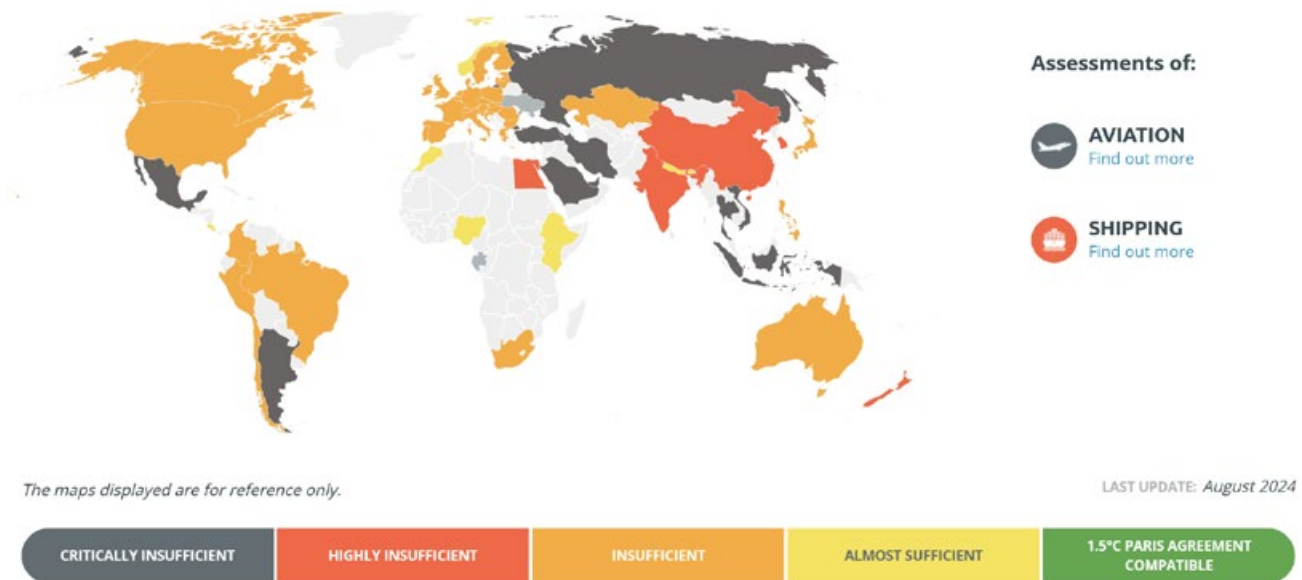 Assessments of:
AVIATION
Find out more
SHIPPING
Find out more
The maps displayed are for reference only.
LAST UPDATE: August 2024
CRITICALLY INSUFFICIENT
HIGHLY INSUFFICIENT
INSUFFICIENT
ALMOST SUFFICIENT
1.5°C PARIS AGREEMENT
COMPATIBLE